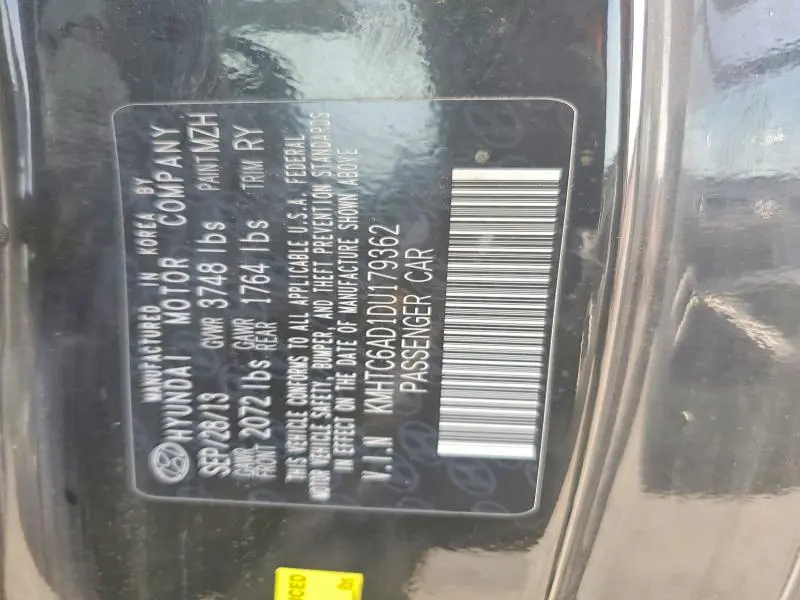 MANUFACTURED IN KOREA BY
HYUNDAI MOTOR COMPANY
SEP/28/13 GVWR 3748 lbs PAINT MZH
GAWR FRONT 2072 lbs GAWR REAR 1764 lbs TRIM RY
THIS VEHICLE CONFORMS TO ALL APPLICABLE U.S.A. FEDERAL
MOTOR VEHICLE SAFETY, BUMPER, AND THEFT PREVENTION STANDARDS
IN EFFECT ON THE DATE OF MANUFACTURE SHOWN ABOVE
V.I.N KMHTC6AD1DU179362
PASSENGER CAR